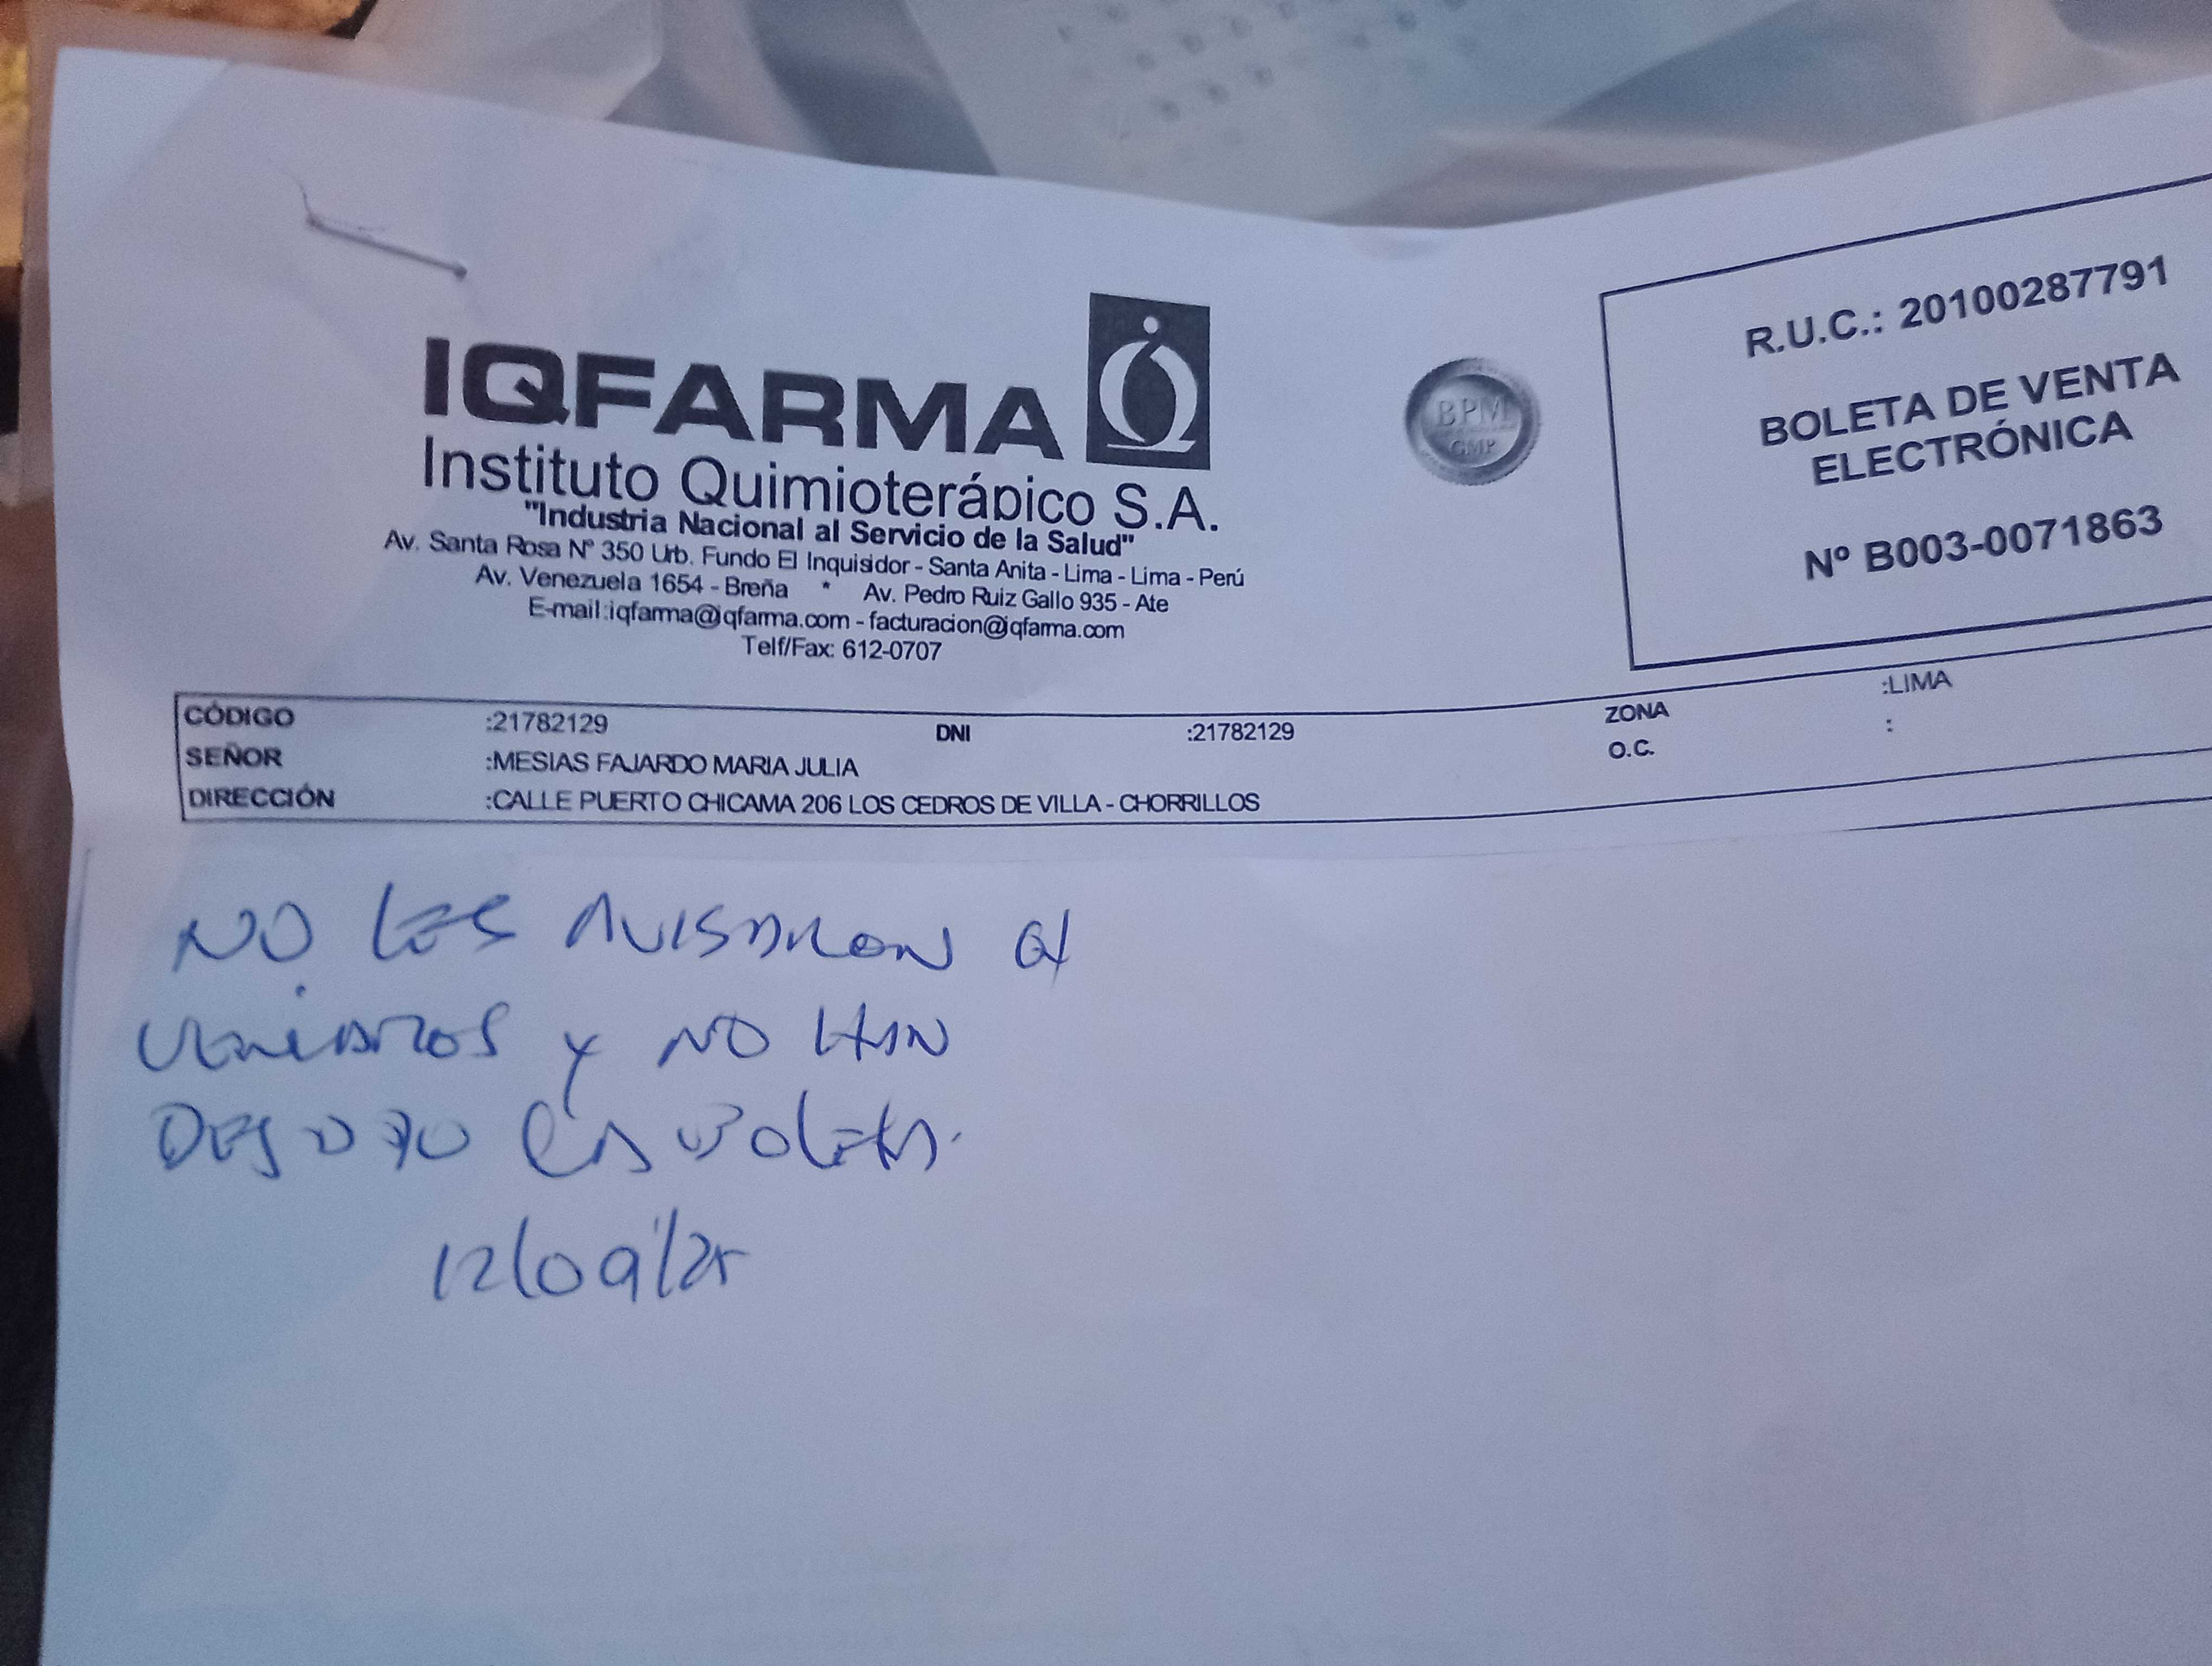 IQFARMA
Instituto Quimioterápico S.A.
"Industria Nacional al Servicio de la Salud"
Av. Santa Rosa Nº 350 Urb. Fundo El Inquisidor - Santa Anita - Lima - Lima - Perú
Av. Venezuela 1654 - Breña * Av. Pedro Ruiz Gallo 935 - Ate
E-mail:iqfarma@iqfarma.com - facturacion@iqfarma.com
Telf/Fax: 612-0707
BPM
GMP
R.U.C.: 20100287791
BOLETA DE VENTA
ELECTRÓNICA
Nº B003-0071863
CÓDIGO :21782129 DNI :21782129 ZONA :LIMA
SEÑOR :MESIAS FAJARDO MARIA JULIA O.C. :
DIRECCIÓN :CALLE PUERTO CHICAMA 206 LOS CEDROS DE VILLA - CHORRILLOS
NO LES AVISARON q/
veníamos y NO HAN
DEJADO LA BOLETA.
12/09/25